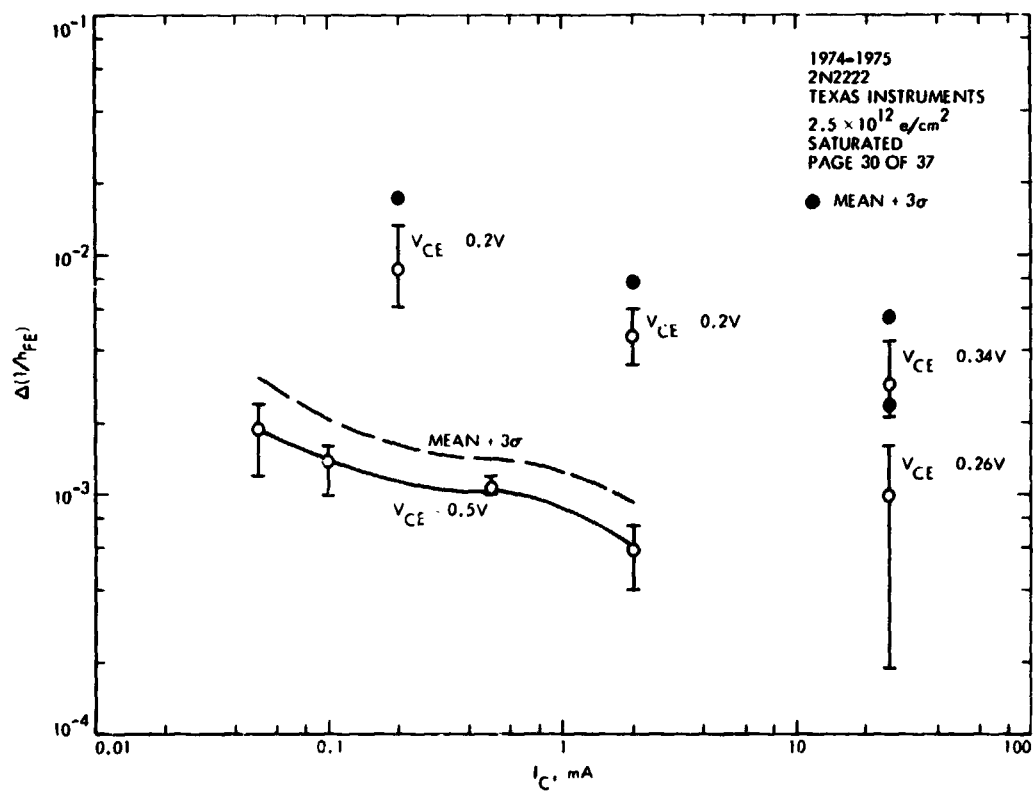 10^-1
1974-1975
2N2222
TEXAS INSTRUMENTS
2.5 × 10^12 e/cm^2
SATURATED
PAGE 30 OF 37
● MEAN + 3σ
V_CE 0.2V
10^-2
V_CE 0.2V
V_CE 0.34V
Δ(1/h_FE)
MEAN + 3σ
V_CE 0.26V
10^-3
V_CE - 0.5V
10^-4
0.01 0.1 1 10 100
I_C, mA